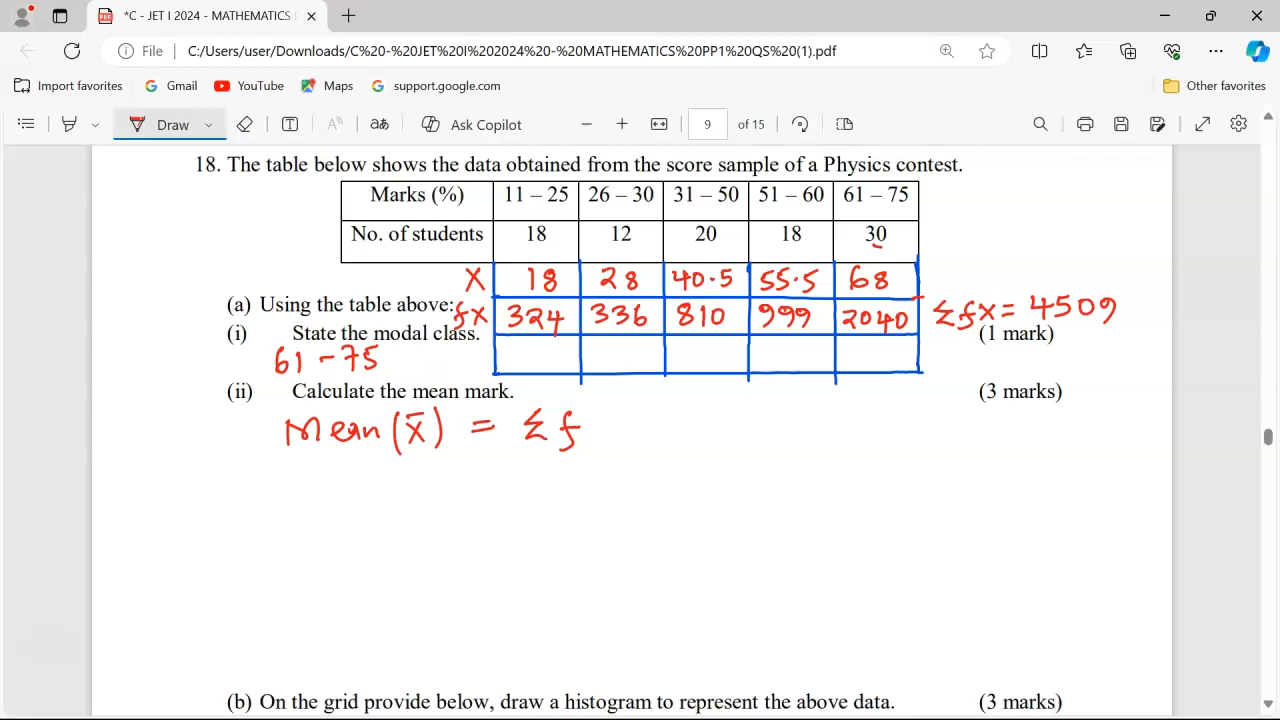 *C - JET I 2024 - MATHEMATICS
File C:/Users/user/Downloads/C%20-%20JET%20I%202024%20-%20MATHEMATICS%20PP1%20QS%20(1).pdf
Import favorites Gmail YouTube Maps support.google.com Other favorites
Draw Ask Copilot 9 of 15
18. The table below shows the data obtained from the score sample of a Physics contest.
Marks (%) 11 – 25 26 – 30 31 – 50 51 – 60 61 – 75
No. of students 18 12 20 18 30
X 18 28 40·5 55·5 68
(a) Using the table above:
fx 324 336 810 999 2040 Σfx = 4509
(i) State the modal class. (1 mark)
61 – 75
(ii) Calculate the mean mark. (3 marks)
Mean (x̄) = Σf
(b) On the grid provide below, draw a histogram to represent the above data. (3 marks)